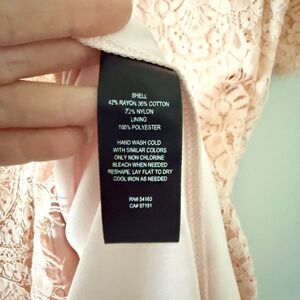 SHELL
42% RAYON 36% COTTON
22% NYLON
LINING
100% POLYESTER
HAND WASH COLD
WITH SIMILAR COLORS
ONLY NON CHLORINE
BLEACH WHEN NEEDED
RESHAPE, LAY FLAT TO DRY
COOL IRON AS NEEDED
RN# 54163
CA# 57151